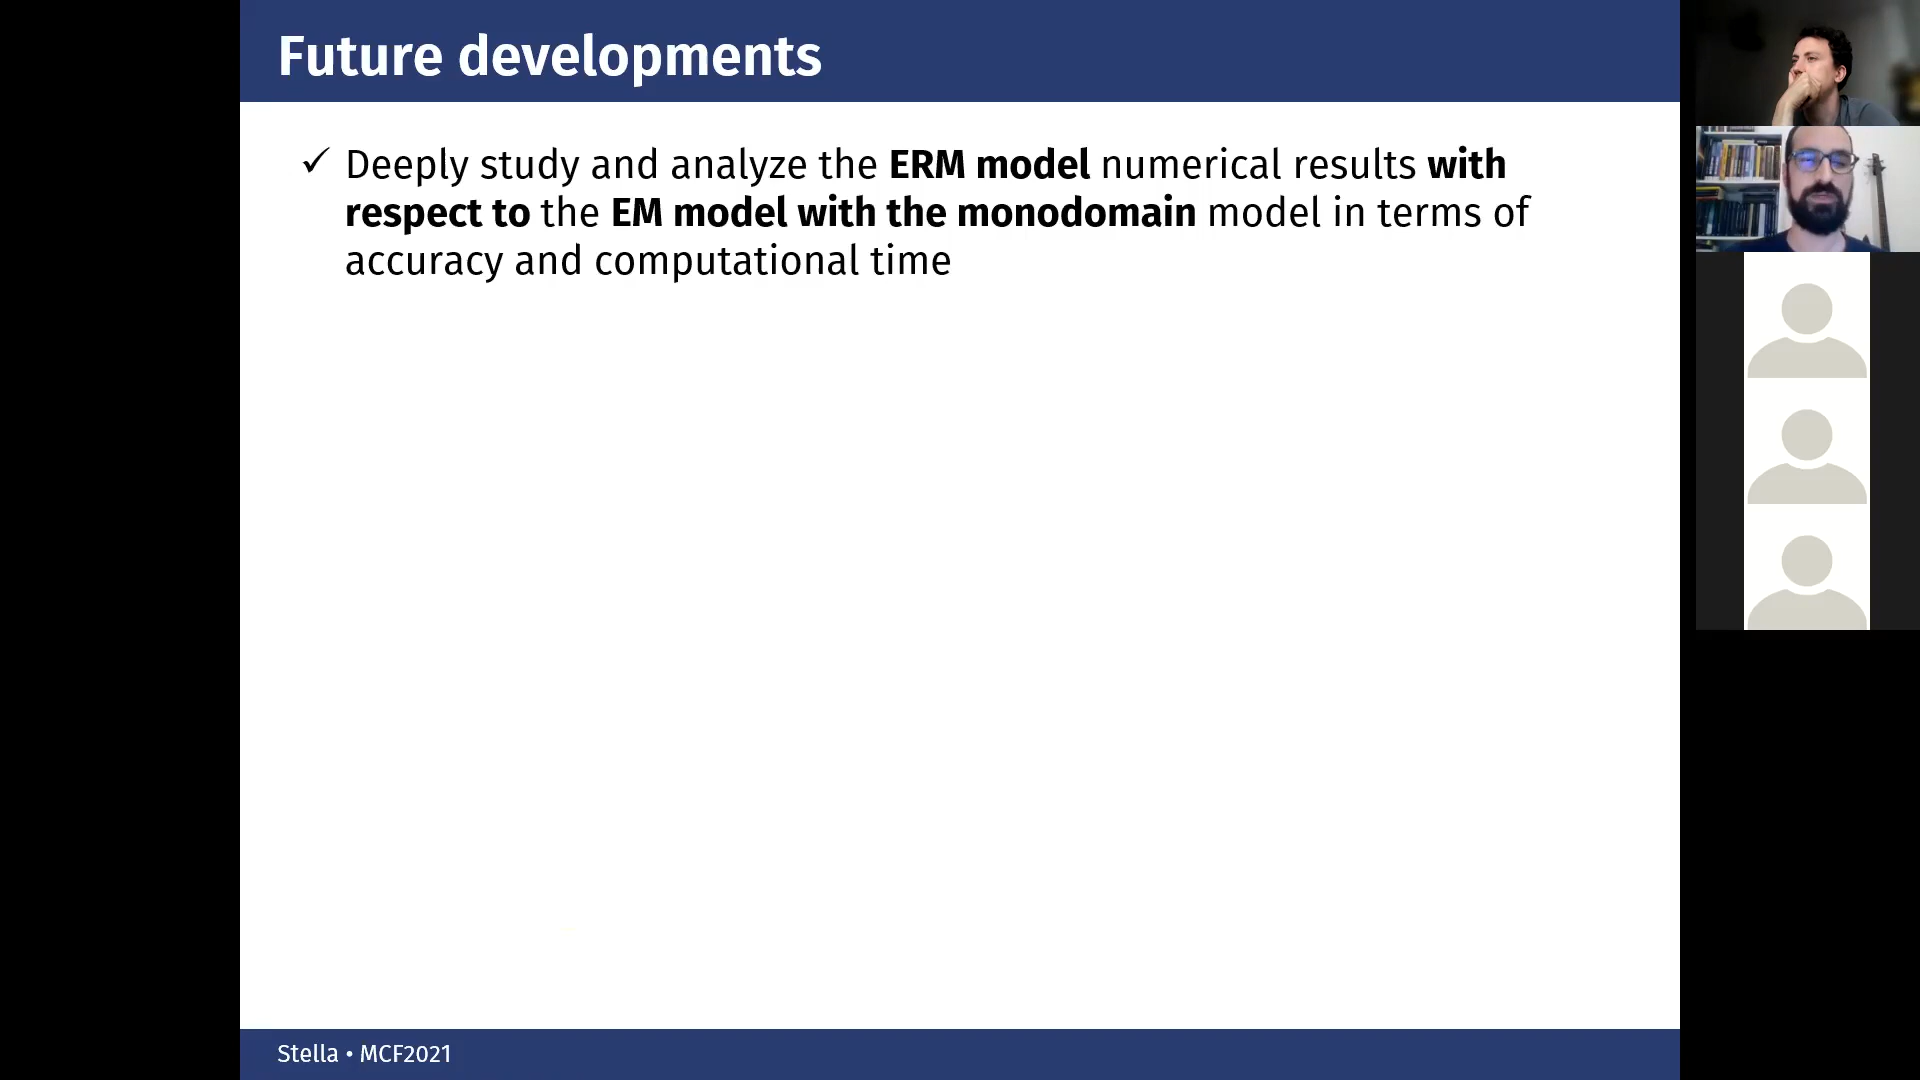 Future developments
✓ Deeply study and analyze the ERM model numerical results with
respect to the EM model with the monodomain model in terms of
accuracy and computational time
Stella • MCF2021